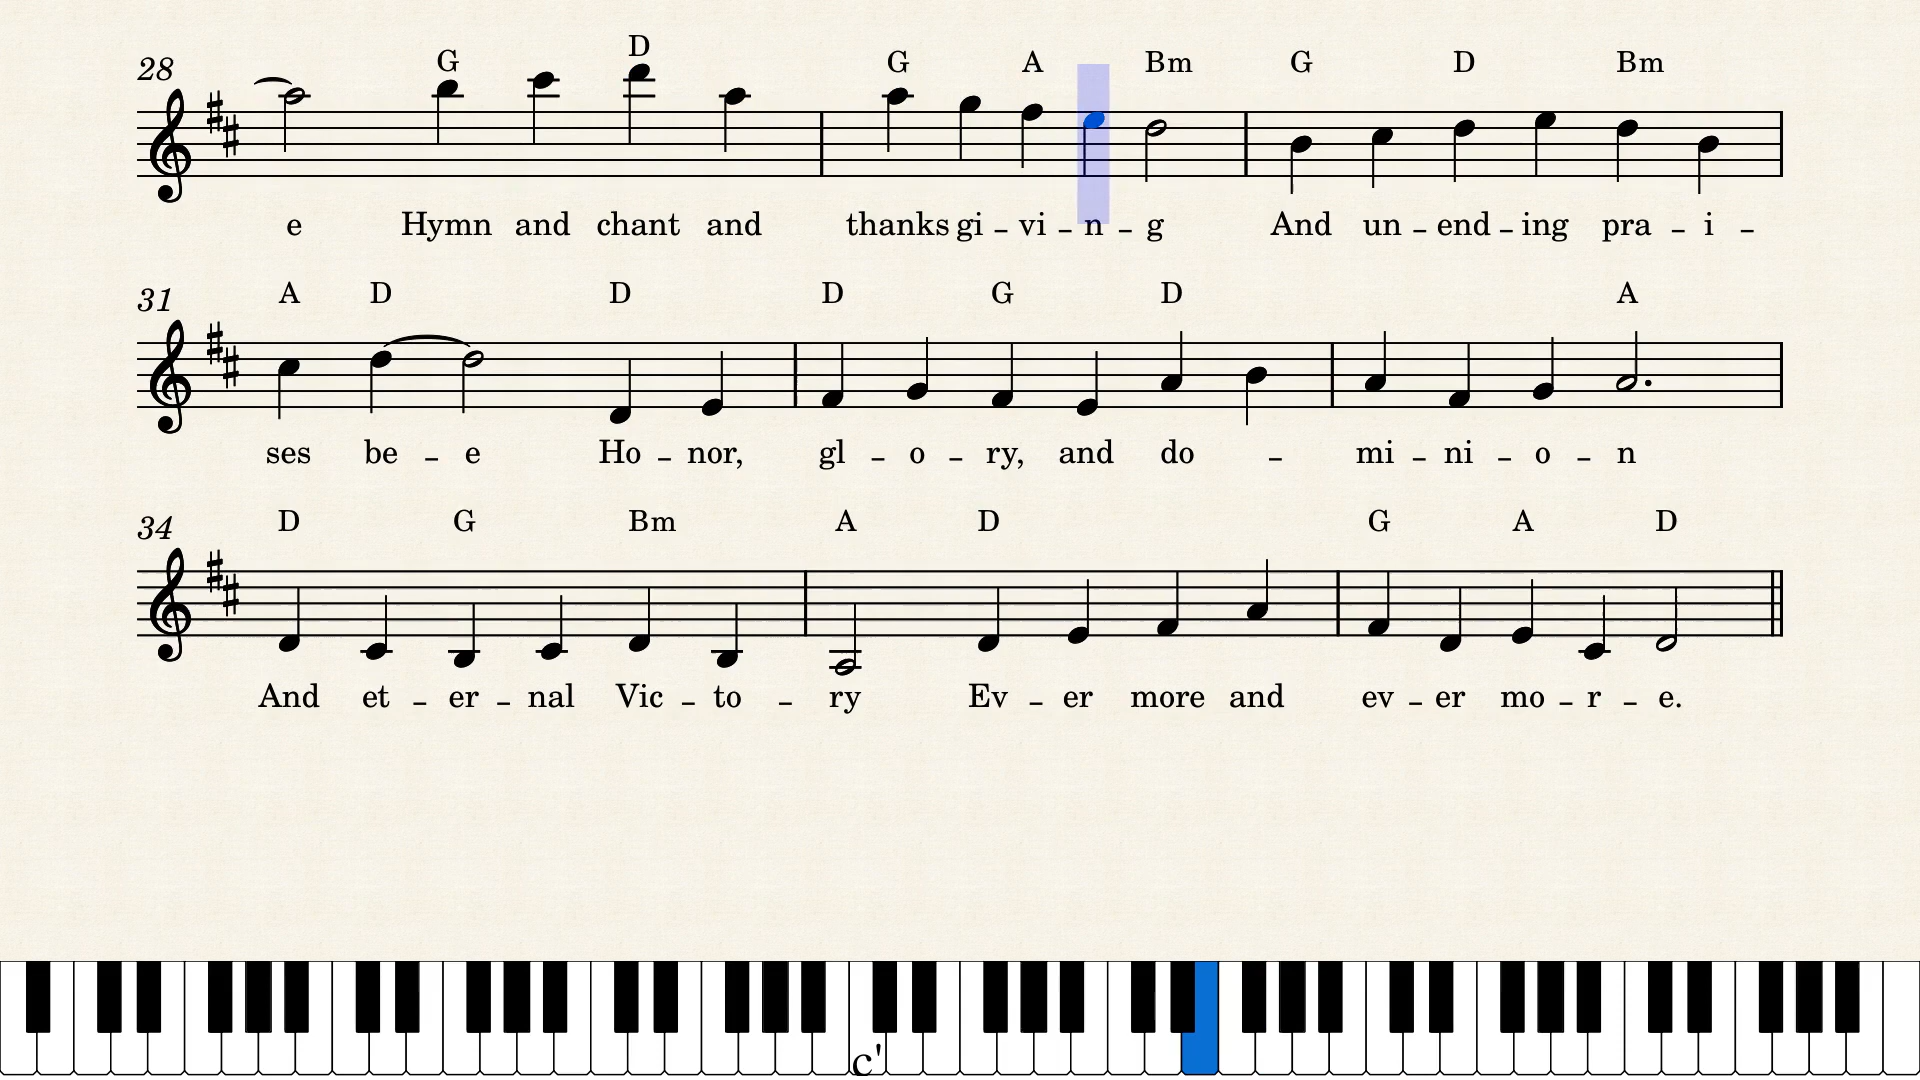 28 G D G A Bm G D Bm
e Hymn and chant and thanks gi - vi - n - g And un - end - ing pra - i -
31 A D D D G D A
ses be - e Ho - nor, gl - o - ry, and do - mi - ni - o - n
34 D G Bm A D G A D
And et - er - nal Vic - to - ry Ev - er more and ev - er mo - r - e.
c'